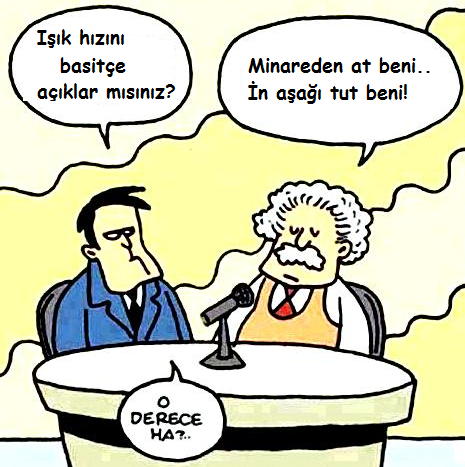 Işık hızını
basitçe
açıklar mısınız?
Minareden at beni..
İn aşağı tut beni!
O
DERECE
HA?..